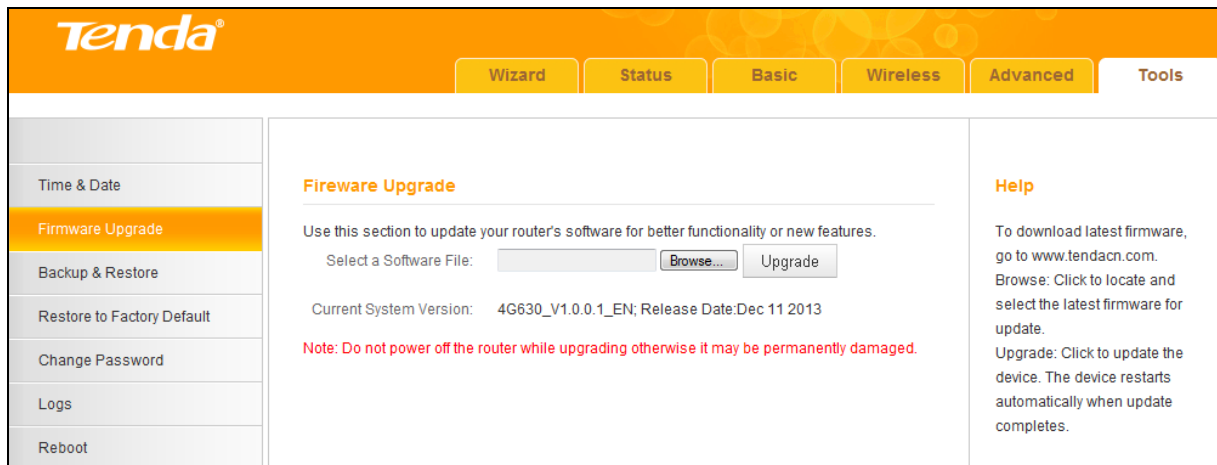 Tenda®
Wizard
Status
Basic
Wireless
Advanced
Tools
Time & Date
Firmware Upgrade
Backup & Restore
Restore to Factory Default
Change Password
Logs
Reboot
Fireware Upgrade
Use this section to update your router's software for better functionality or new features.
Select a Software File: Browse... Upgrade
Current System Version: 4G630_V1.0.0.1_EN; Release Date:Dec 11 2013
Note: Do not power off the router while upgrading otherwise it may be permanently damaged.
Help
To download latest firmware,
go to www.tendacn.com.
Browse: Click to locate and
select the latest firmware for
update.
Upgrade: Click to update the
device. The device restarts
automatically when update
completes.